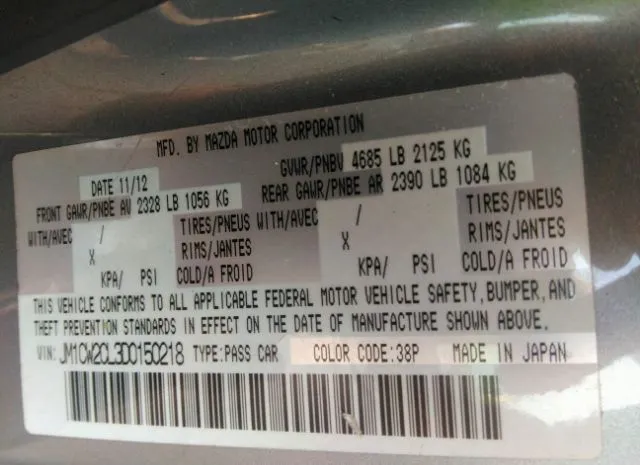 MFD. BY MAZDA MOTOR CORPORATION
DATE 11/12 GVWR/PNBV 4685 LB 2125 KG
FRONT GAWR/PNBE AV 2328 LB 1056 KG REAR GAWR/PNBE AR 2390 LB 1084 KG
WITH/AVEC / TIRES/PNEUS WITH/AVEC / TIRES/PNEUS
X RIMS/JANTES X RIMS/JANTES
KPA/ PSI COLD/A FROID KPA/ PSI COLD/A FROID
THIS VEHICLE CONFORMS TO ALL APPLICABLE FEDERAL MOTOR VEHICLE SAFETY, BUMPER, AND
THEFT PREVENTION STANDARDS IN EFFECT ON THE DATE OF MANUFACTURE SHOWN ABOVE.
VIN: JM1CW2CL3D0150218 TYPE:PASS CAR COLOR CODE:38P MADE IN JAPAN